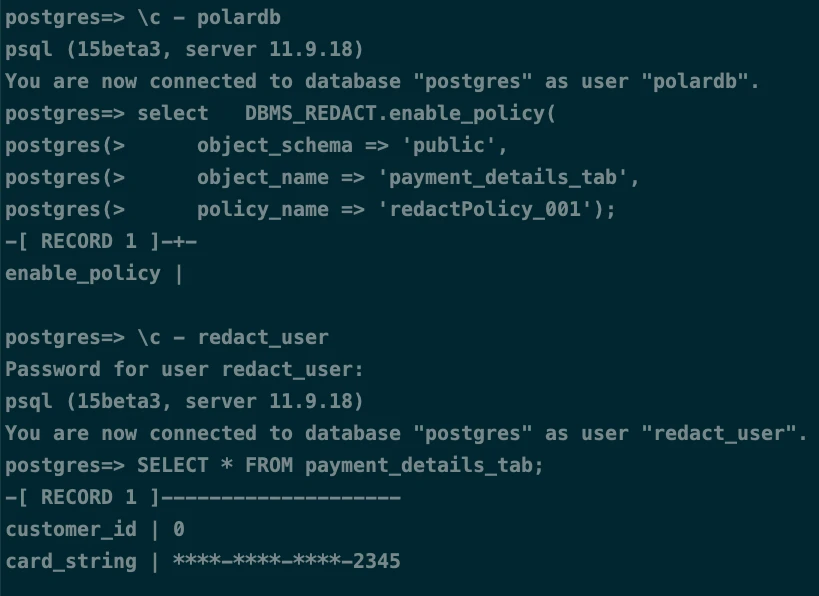 postgres=> \c - polardb
psql (15beta3, server 11.9.18)
You are now connected to database "postgres" as user "polardb".
postgres=> select   DBMS_REDACT.enable_policy(
postgres(>      object_schema => 'public',
postgres(>      object_name => 'payment_details_tab',
postgres(>      policy_name => 'redactPolicy_001');
-[ RECORD 1 ]-+-
enable_policy |
postgres=> \c - redact_user
Password for user redact_user:
psql (15beta3, server 11.9.18)
You are now connected to database "postgres" as user "redact_user".
postgres=> SELECT * FROM payment_details_tab;
-[ RECORD 1 ]--------------------
customer_id | 0
card_string | ****-****-****-2345